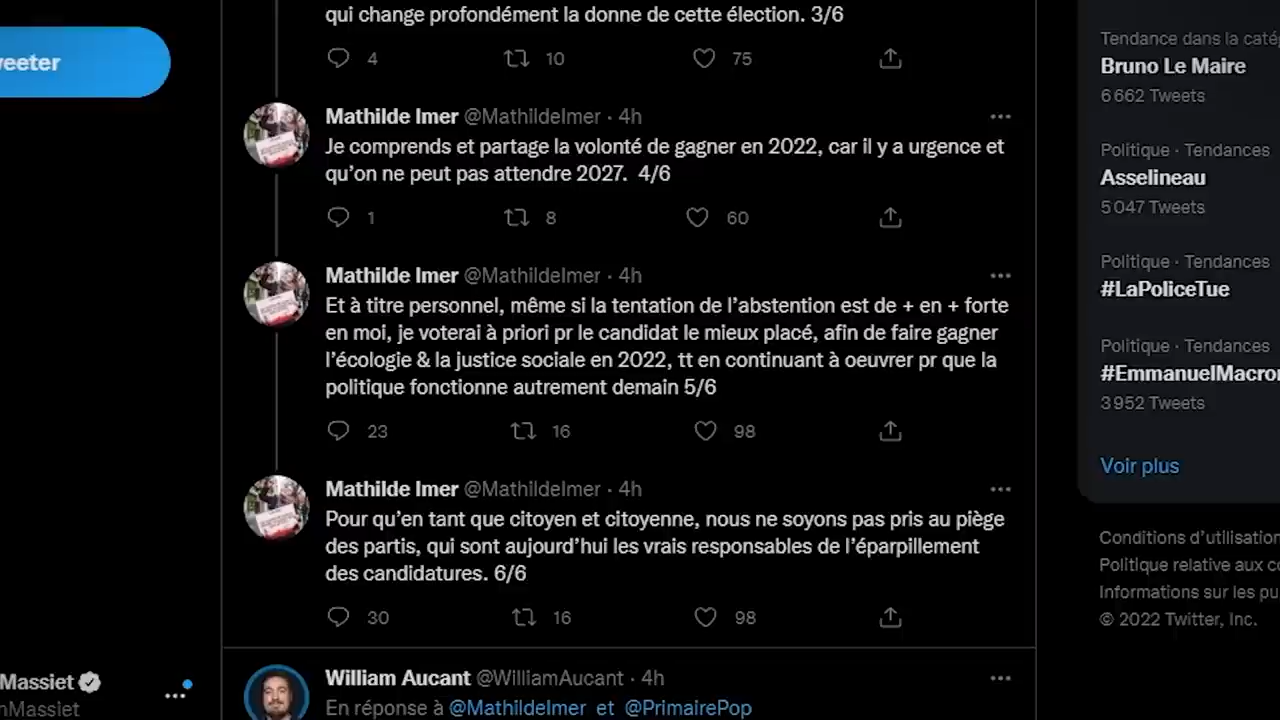 qui change profondément la donne de cette élection. 3/6
4 10 75
Mathilde Imer @MathildeImer · 4h
Je comprends et partage la volonté de gagner en 2022, car il y a urgence et
qu'on ne peut pas attendre 2027. 4/6
1 8 60
Mathilde Imer @MathildeImer · 4h
Et à titre personnel, même si la tentation de l'abstention est de + en + forte
en moi, je voterai à priori pr le candidat le mieux placé, afin de faire gagner
l'écologie & la justice sociale en 2022, tt en continuant à oeuvrer pr que la
politique fonctionne autrement demain 5/6
23 16 98
Mathilde Imer @MathildeImer · 4h
Pour qu'en tant que citoyen et citoyenne, nous ne soyons pas pris au piège
des partis, qui sont aujourd'hui les vrais responsables de l'éparpillement
des candidatures. 6/6
30 16 98
William Aucant @WilliamAucant · 4h
En réponse à @MathildeImer et @PrimairePop
weeter
Massiet
nMassiet
Tendance dans la caté
Bruno Le Maire
6 662 Tweets
Politique · Tendances
Asselineau
5 047 Tweets
Politique · Tendances
#LaPoliceTue
Politique · Tendances
#EmmanuelMacron
3 952 Tweets
Voir plus
Conditions d'utilisation
Politique relative aux co
Informations sur les pu
© 2022 Twitter, Inc.